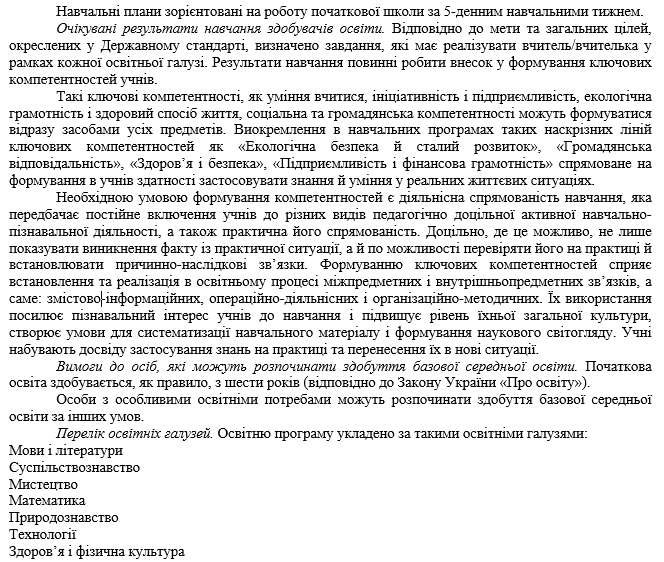 Навчальні плани зорієнтовані на роботу початкової школи за 5-денним навчальними тижнем.
Очікувані результати навчання здобувачів освіти. Відповідно до мети та загальних цілей,
окреслених у Державному стандарті, визначено завдання, які має реалізувати вчитель/вчителька у
рамках кожної освітньої галузі. Результати навчання повинні робити внесок у формування ключових
компетентностей учнів.
Такі ключові компетентності, як уміння вчитися, ініціативність і підприємливість, екологічна
грамотність і здоровий спосіб життя, соціальна та громадянська компетентності можуть формуватися
відразу засобами усіх предметів. Виокремлення в навчальних програмах таких наскрізних ліній
ключових компетентностей як «Екологічна безпека й сталий розвиток», «Громадянська
відповідальність», «Здоров’я і безпека», «Підприємливість і фінансова грамотність» спрямоване на
формування в учнів здатності застосовувати знання й уміння у реальних життєвих ситуаціях.
Необхідною умовою формування компетентностей є діяльнісна спрямованість навчання, яка
передбачає постійне включення учнів до різних видів педагогічно доцільної активної навчально-
пізнавальної діяльності, а також практична його спрямованість. Доцільно, де це можливо, не лише
показувати виникнення факту із практичної ситуації, а й по можливості перевіряти його на практиці й
встановлювати причинно-наслідкові зв’язки. Формуванню ключових компетентностей сприяє
встановлення та реалізація в освітньому процесі міжпредметних і внутрішньопредметних зв’язків, а
саме: змістово-інформаційних, операційно-діяльнісних і організаційно-методичних. Їх використання
посилює пізнавальний інтерес учнів до навчання і підвищує рівень їхньої загальної культури,
створює умови для систематизації навчального матеріалу і формування наукового світогляду. Учні
набувають досвіду застосування знань на практиці та перенесення їх в нові ситуації.
Вимоги до осіб, які можуть розпочинати здобуття базової середньої освіти. Початкова
освіта здобувається, як правило, з шести років (відповідно до Закону України «Про освіту»).
Особи з особливими освітніми потребами можуть розпочинати здобуття базової середньої
освіти за інших умов.
Перелік освітніх галузей. Освітню програму укладено за такими освітніми галузями:
Мови і літератури
Суспільствознавство
Мистецтво
Математика
Природознавство
Технології
Здоров’я і фізична культура